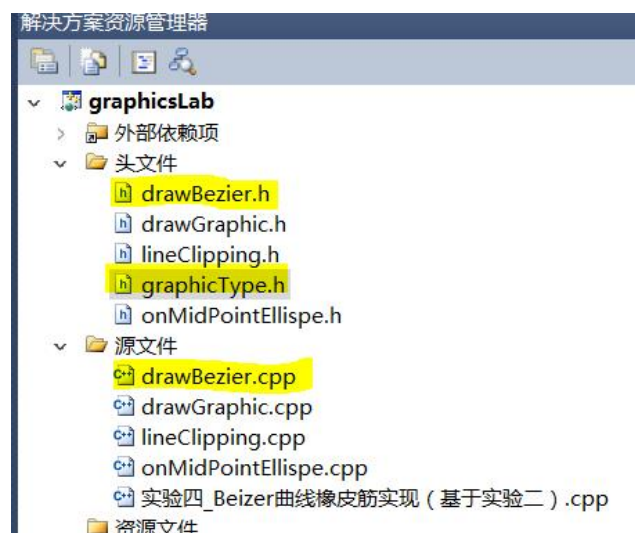 解决方案资源管理器
graphicsLab
外部依赖项
头文件
drawBezier.h
drawGraphic.h
lineClipping.h
graphicType.h
onMidPointEllispe.h
源文件
drawBezier.cpp
drawGraphic.cpp
lineClipping.cpp
onMidPointEllispe.cpp
实验四_Beizer曲线橡皮筋实现（基于实验二）.cpp
资源文件